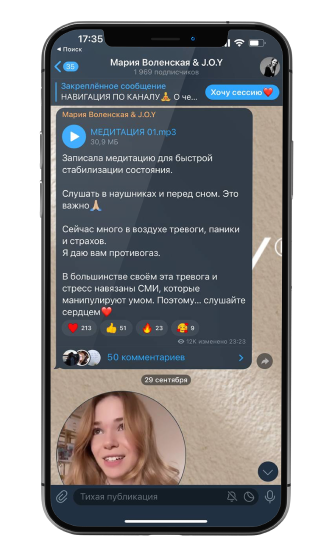 17:35
Поиск
35
Мария Воленская & J.O.Y
1 969 подписчиков
Закреплённое сообщение
НАВИГАЦИЯ ПО КАНАЛУ🙏 О че...
Хочу сессию❤️
Мария Воленская & J.O.Y
МЕДИТАЦИЯ 01.mp3
30,9 МБ
Записала медитацию для быстрой
стабилизации состояния.
Слушать в наушниках и перед сном. Это
важно🙏
Сейчас много в воздухе тревоги, паники
и страхов.
Я даю вам противогаз.
В большинстве своём эта тревога и
стресс навязаны СМИ, которые
манипулируют умом. Поэтому... слушайте
сердцем❤️
❤️ 213 👍 51 🔥 23 🥰 9
12K изменено 23:23
50 комментариев
29 сентября
Тихая публикация